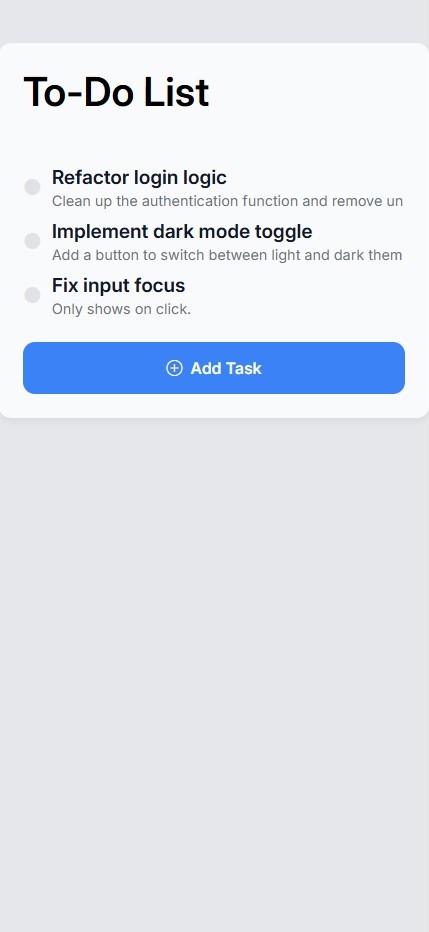 To-Do List
Refactor login logic
Clean up the authentication function and remove un
Implement dark mode toggle
Add a button to switch between light and dark them
Fix input focus
Only shows on click.
Add Task